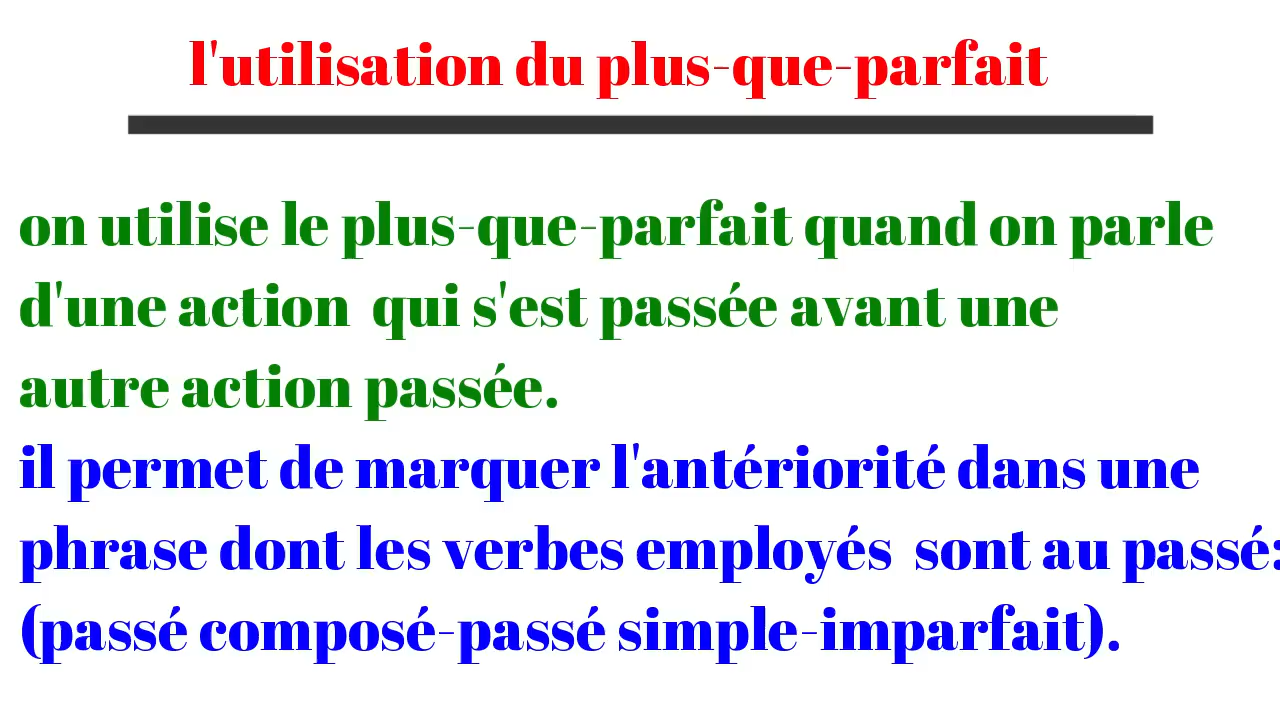 l'utilisation du plus-que-parfait
on utilise le plus-que-parfait quand on parle
d'une action qui s'est passée avant une
autre action passée.
il permet de marquer l'antériorité dans une
phrase dont les verbes employés sont au passé:
(passé composé-passé simple-imparfait).